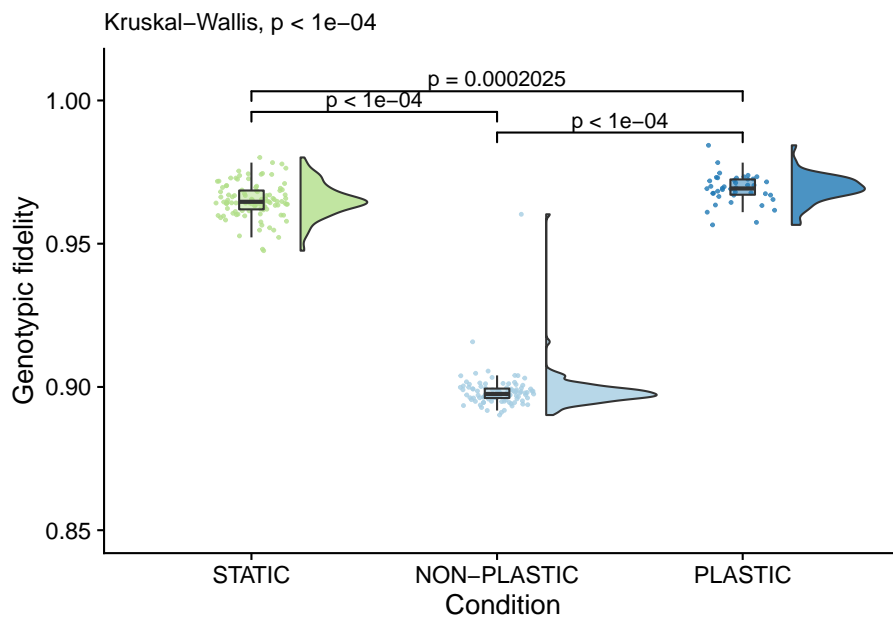 Kruskal−Wallis, p < 1e−04
p = 0.0002025
p < 1e−04
p < 1e−04
1.00
0.95
0.90
0.85
Genotypic fidelity
STATIC
NON−PLASTIC
PLASTIC
Condition